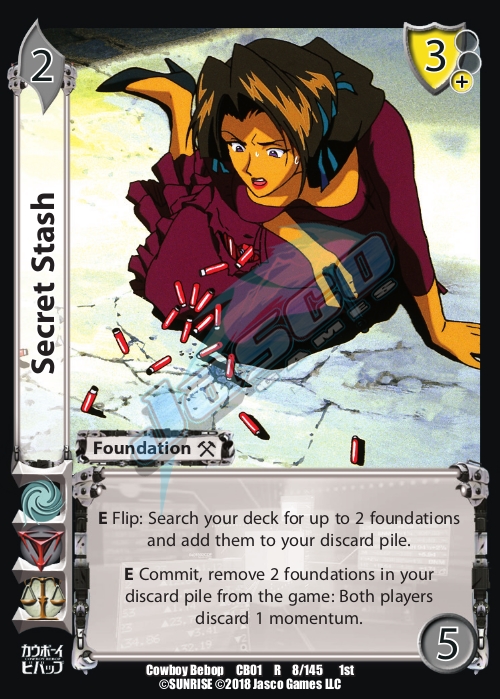 2
3
+
Secret Stash
JASCO
GAMES
Foundation
E Flip: Search your deck for up to 2 foundations
and add them to your discard pile.
E Commit, remove 2 foundations in your
discard pile from the game: Both players
discard 1 momentum.
5
カウボーイ
ビバップ
Cowboy Bebop CB01 R 8/145 1st
©SUNRISE ©2018 Jasco Games LLC